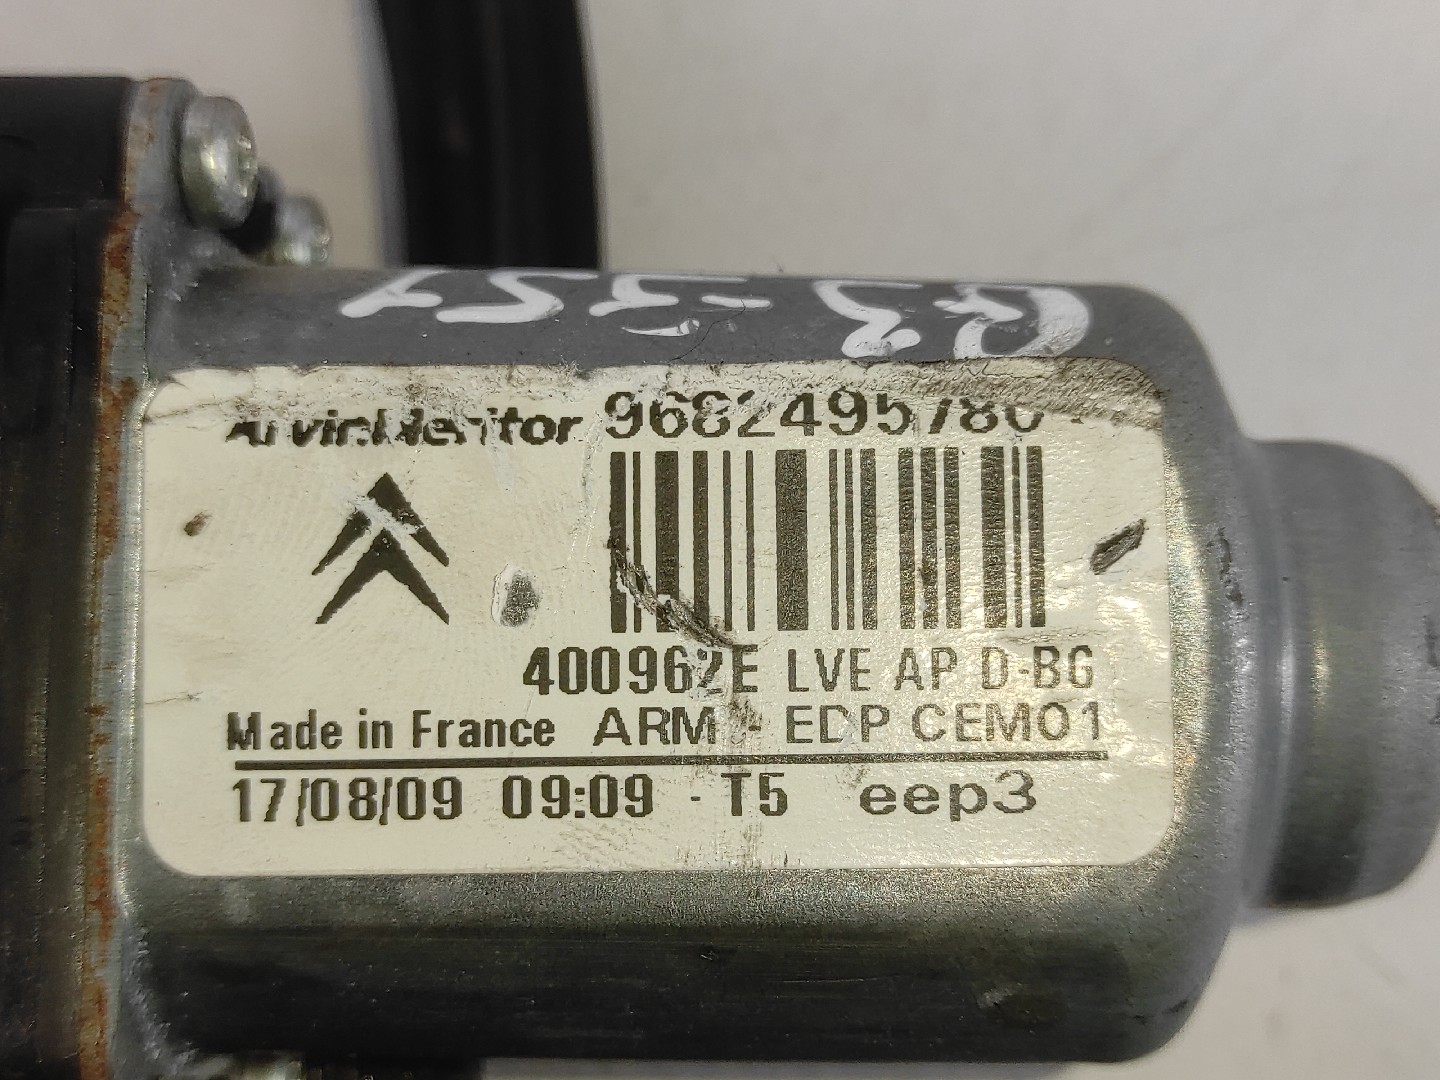 ArvinMeritor 9682495780
400962E LVE AP D-BG
Made in France ARM - EDP CEM01
17/08/09 09:09 - T5 eep3